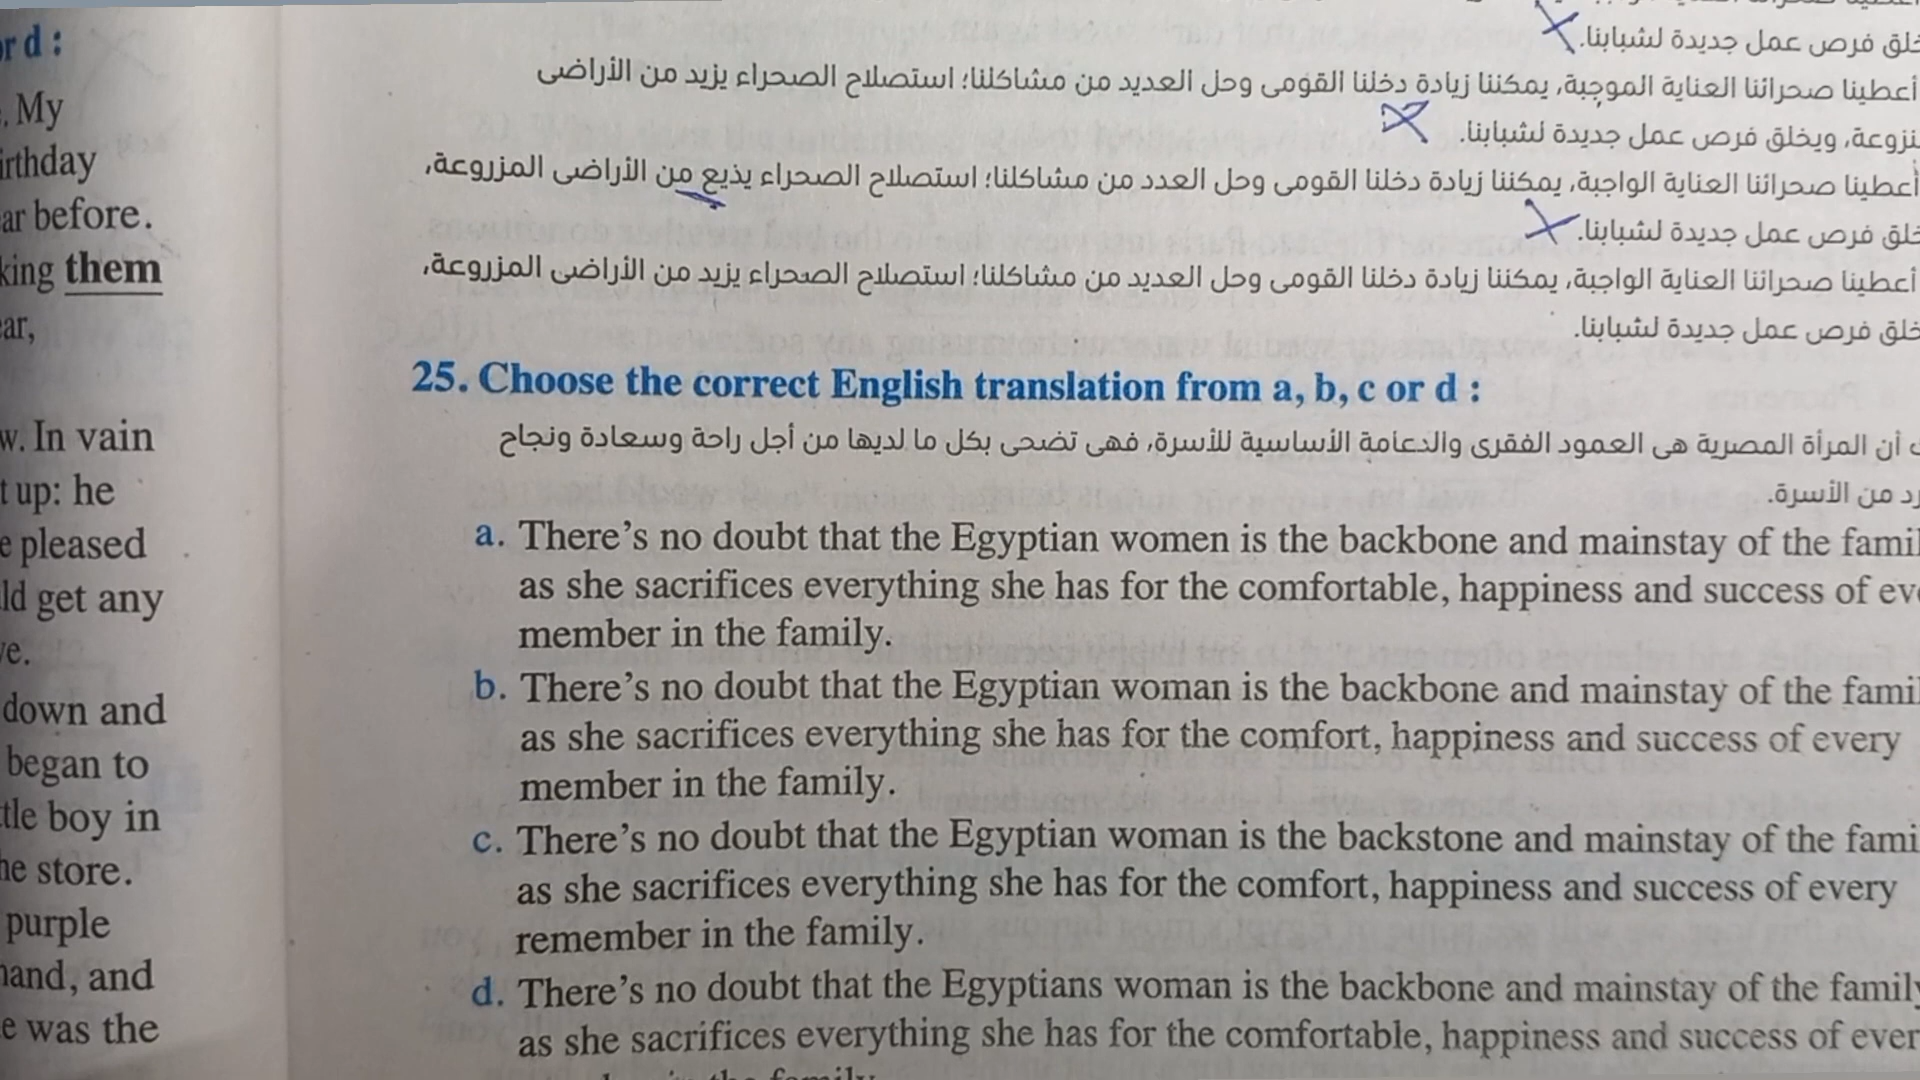 rd:
. My
irthday
ar before.
king them
ar,
w. In vain
t up: he
e pleased
ld get any
e.
down and
began to
tle boy in
he store.
purple
hand, and
e was the
خلق فرص عمل جديدة لشبابنا.
أعطينا صحرائنا العناية الموجبة، يمكننا زيادة دخلنا القومى وحل العديد من مشاكلنا؛ استصلاح الصحراء يزيد من الأراضى
نزوعة، ويخلق فرص عمل جديدة لشبابنا.
أعطينا صحرائنا العناية الواجبة، يمكننا زيادة دخلنا القومى وحل العدد من مشاكلنا؛ استصلاح الصحراء يذيع من الأراضى المزروعة،
خلق فرص عمل جديدة لشبابنا.
أعطينا صحرائنا العناية الواجبة، يمكننا زيادة دخلنا القومى وحل العديد من مشاكلنا؛ استصلاح الصحراء يزيد من الأراضى المزروعة،
خلق فرص عمل جديدة لشبابنا.
25. Choose the correct English translation from a, b, c or d :
أن المرأة المصرية هى العمود الفقرى والدعامة الأساسية للأسرة، فهى تضحى بكل ما لديها من أجل راحة وسعادة ونجاح
رد من الأسرة.
a. There's no doubt that the Egyptian women is the backbone and mainstay of the famil
as she sacrifices everything she has for the comfortable, happiness and success of eve
member in the family.
b. There's no doubt that the Egyptian woman is the backbone and mainstay of the famil
as she sacrifices everything she has for the comfort, happiness and success of every
member in the family.
c. There's no doubt that the Egyptian woman is the backstone and mainstay of the fami
as she sacrifices everything she has for the comfort, happiness and success of every
remember in the family.
d. There's no doubt that the Egyptians woman is the backbone and mainstay of the family
as she sacrifices everything she has for the comfortable, happiness and success of ever
in the family.